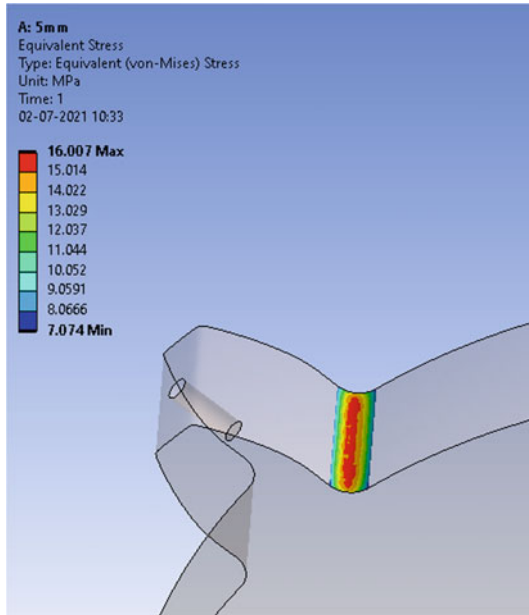 A: 5mm
Equivalent Stress
Type: Equivalent (von-Mises) Stress
Unit: MPa
Time: 1
02-07-2021 10:33
16.007 Max
15.014
14.022
13.029
12.037
11.044
10.052
9.0591
8.0666
7.074 Min